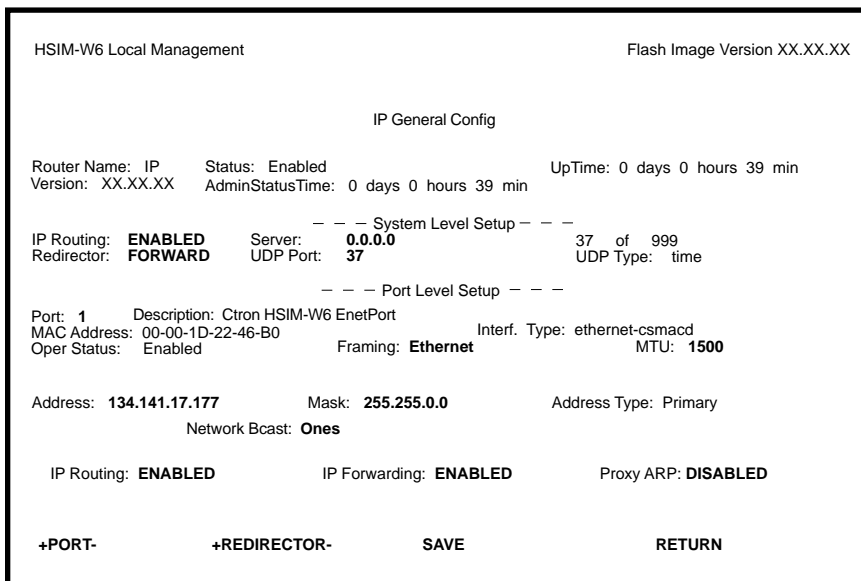 HSIM-W6 Local Management Flash Image Version XX.XX.XX
IP General Config
Router Name: IP Status: Enabled UpTime: 0 days 0 hours 39 min
Version: XX.XX.XX AdminStatusTime: 0 days 0 hours 39 min
– – – System Level Setup – – –
IP Routing: ENABLED Server: 0.0.0.0 37 of 999
Redirector: FORWARD UDP Port: 37 UDP Type: time
– – – Port Level Setup – – –
Port: 1 Description: Ctron HSIM-W6 EnetPort
MAC Address: 00-00-1D-22-46-B0 Interf. Type: ethernet-csmacd
Oper Status: Enabled Framing: Ethernet MTU: 1500
Address: 134.141.17.177 Mask: 255.255.0.0 Address Type: Primary
Network Bcast: Ones
IP Routing: ENABLED IP Forwarding: ENABLED Proxy ARP: DISABLED
+PORT- +REDIRECTOR- SAVE RETURN